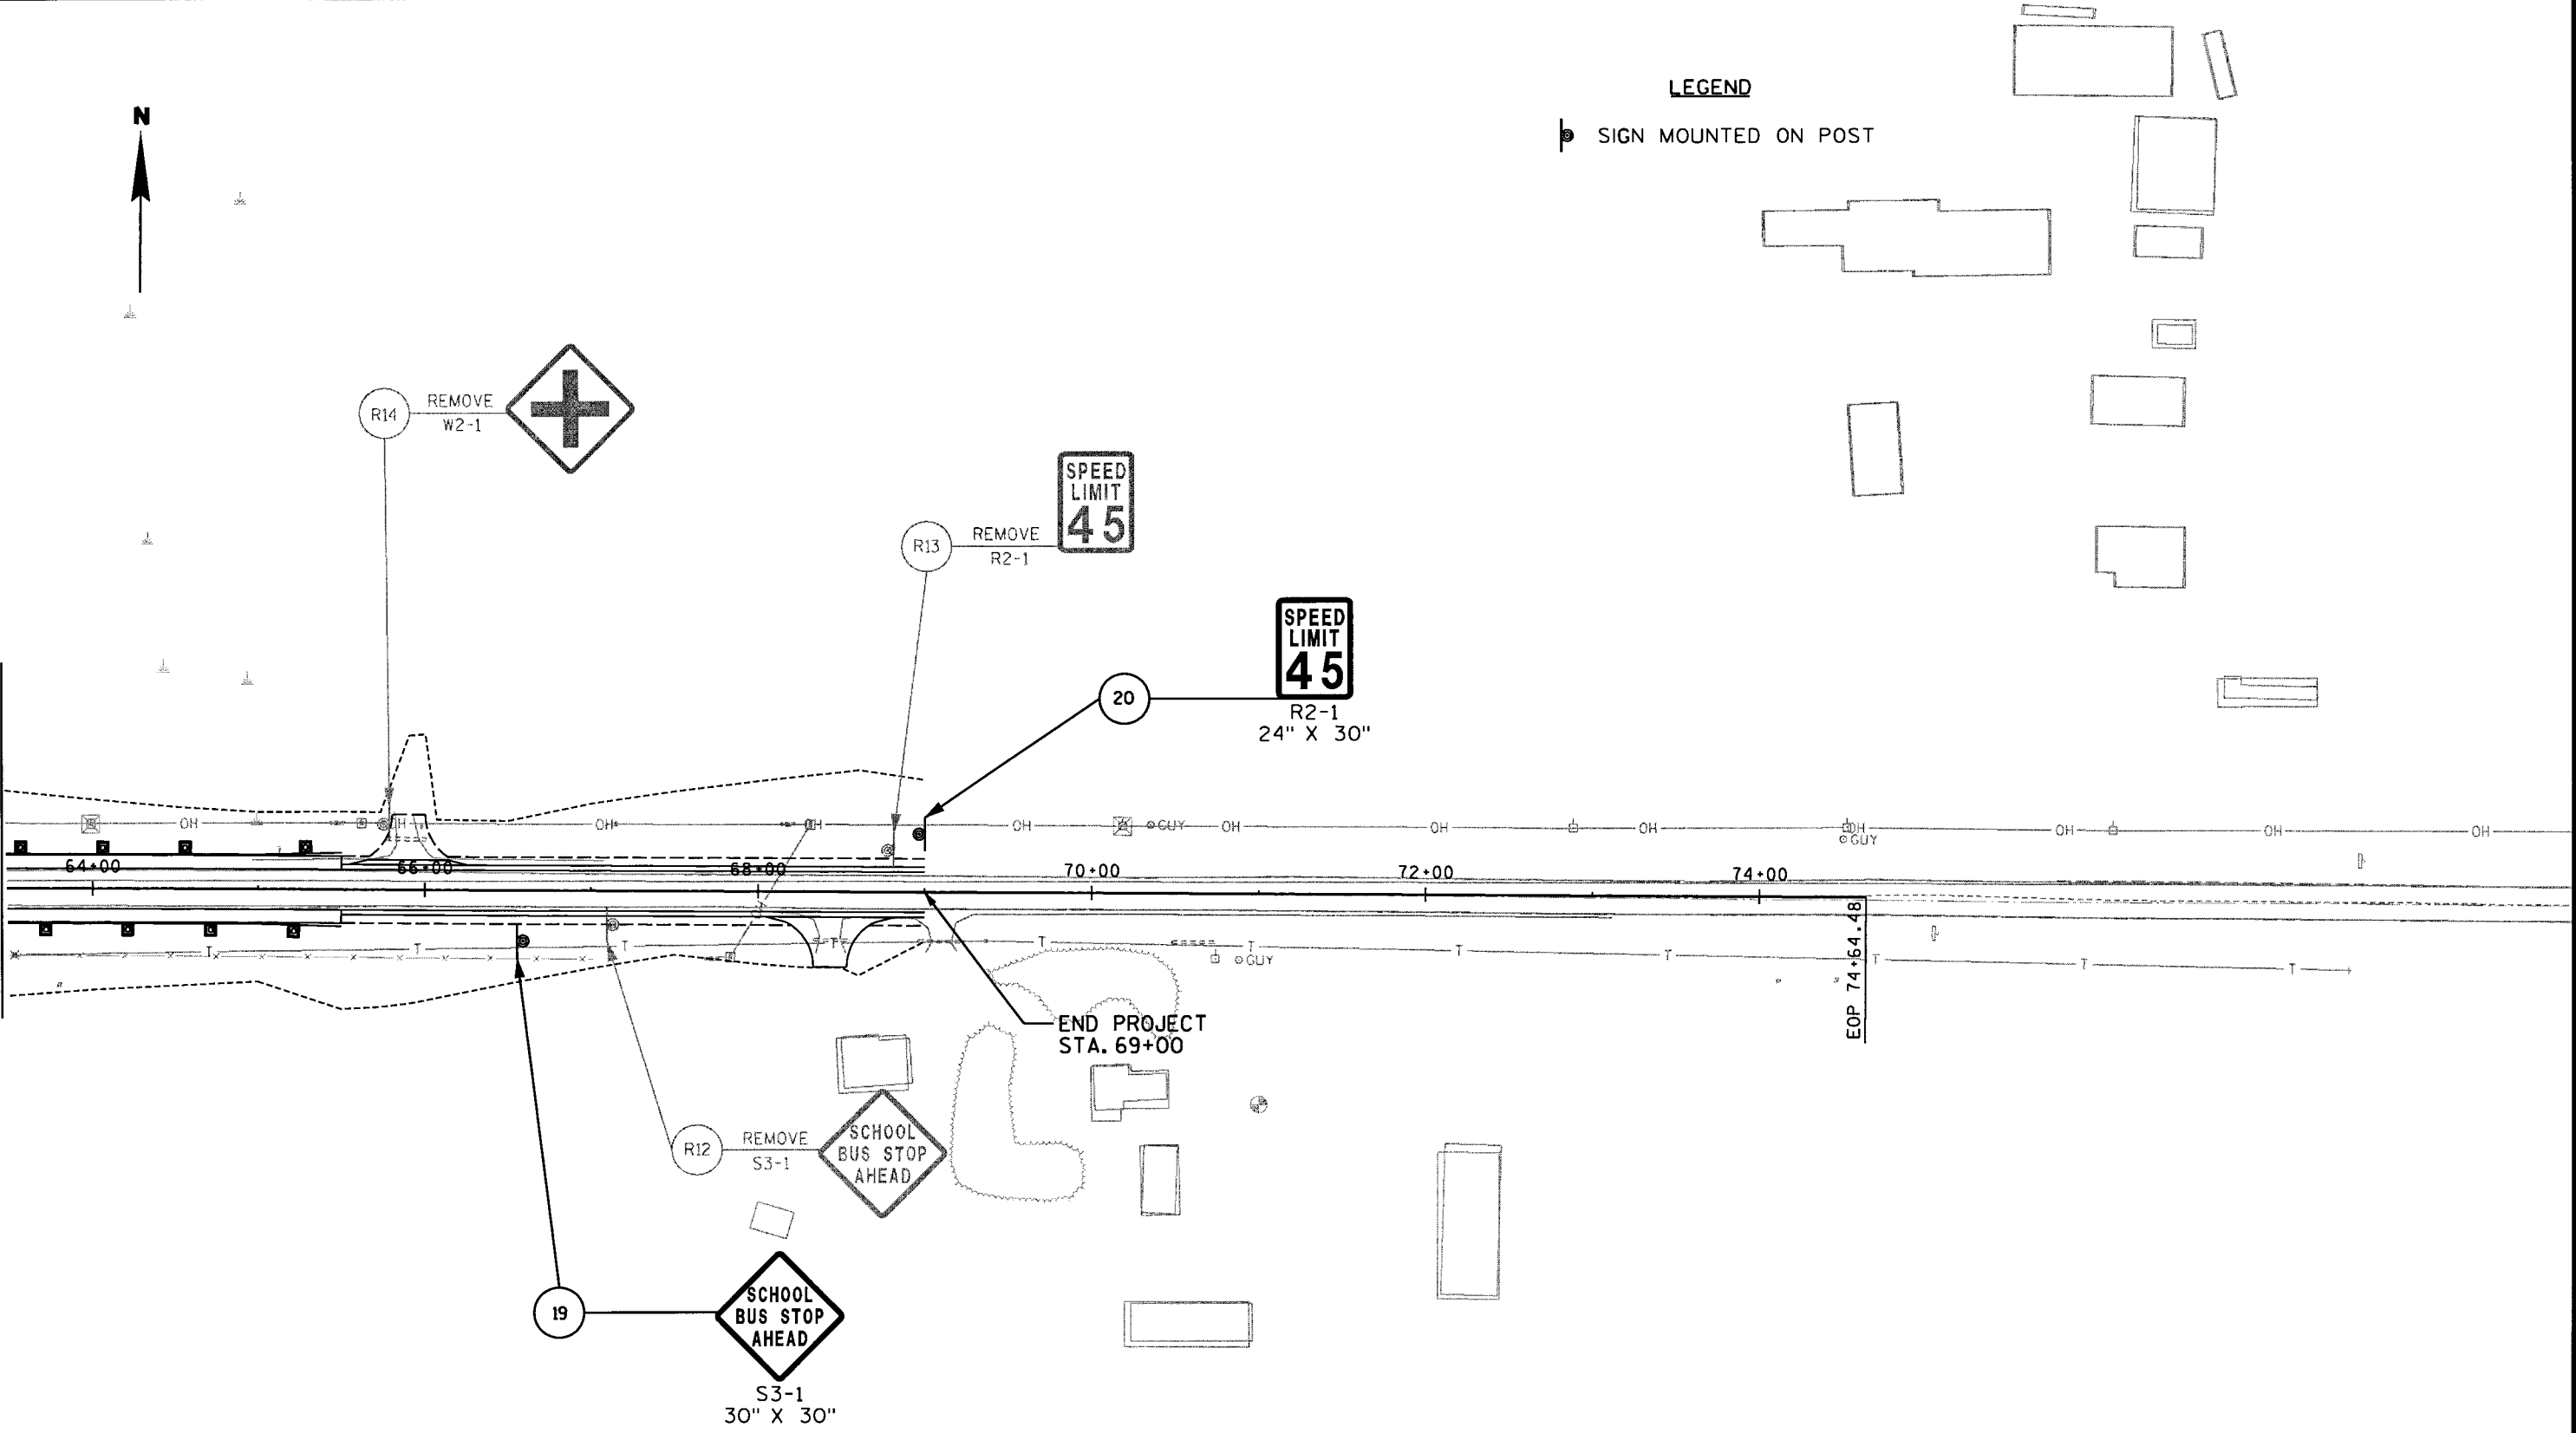 LEGEND
SIGN MOUNTED ON POST
N
R14
REMOVE
W2-1
SPEED
LIMIT
45
R13
REMOVE
R2-1
SPEED
LIMIT
45
20
R2-1
24" X 30"
OH OH OH OH GUY OH OH OH OH OH OH OH
GUY
64+00 66+00 68+00 70+00 72+00 74+00
EOP 74+64.48
T T T T T T T T T T T
GUY
END PROJECT
STA. 69+00
R12
REMOVE
S3-1
SCHOOL
BUS STOP
AHEAD
19
SCHOOL
BUS STOP
AHEAD
S3-1
30" X 30"